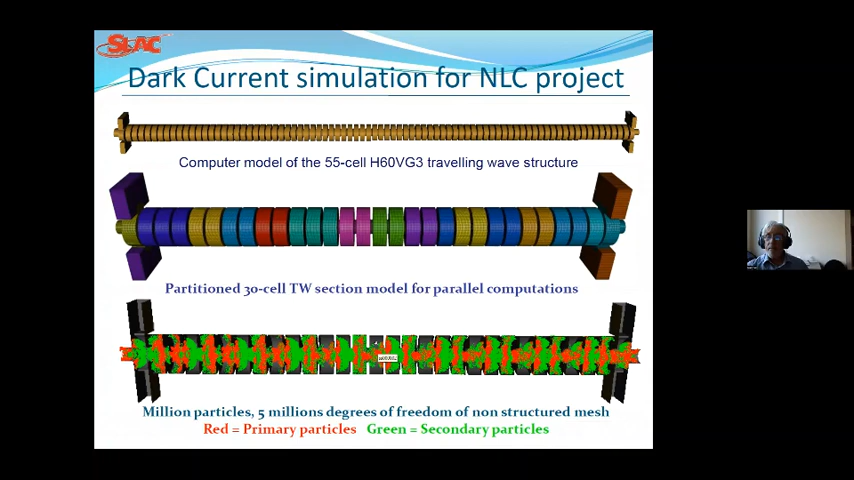 SLAC
Dark Current simulation for NLC project
Computer model of the 55-cell H60VG3 travelling wave structure
Partitioned 30-cell TW section model for parallel computations
Million particles, 5 millions degrees of freedom of non structured mesh
Red = Primary particles Green = Secondary particles